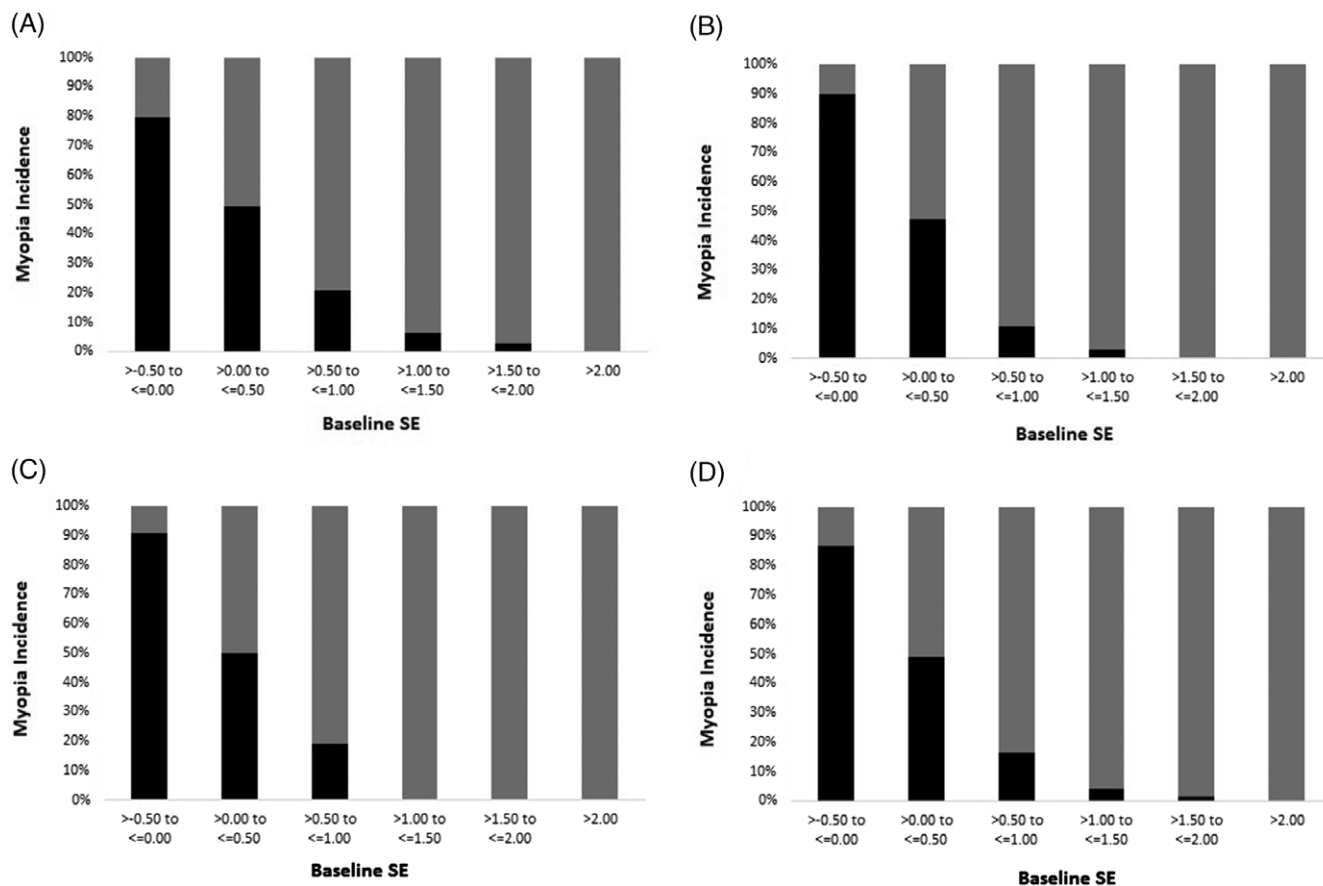 (A)
Myopia Incidence
100%
90%
80%
70%
60%
50%
40%
30%
20%
10%
0%
>-0.50 to <=0.00
>0.00 to <=0.50
>0.50 to <=1.00
>1.00 to <=1.50
>1.50 to <=2.00
>2.00
Baseline SE
(B)
Myopia Incidence
100%
90%
80%
70%
60%
50%
40%
30%
20%
10%
0%
>-0.50 to <=0.00
>0.00 to <=0.50
>0.50 to <=1.00
>1.00 to <=1.50
>1.50 to <=2.00
>2.00
Baseline SE
(C)
Myopia Incidence
100%
90%
80%
70%
60%
50%
40%
30%
20%
10%
0%
>-0.50 to <=0.00
>0.00 to <=0.50
>0.50 to <=1.00
>1.00 to <=1.50
>1.50 to <=2.00
>2.00
Baseline SE
(D)
Myopia Incidence
100%
90%
80%
70%
60%
50%
40%
30%
20%
10%
0%
>-0.50 to <=0.00
>0.00 to <=0.50
>0.50 to <=1.00
>1.00 to <=1.50
>1.50 to <=2.00
>2.00
Baseline SE